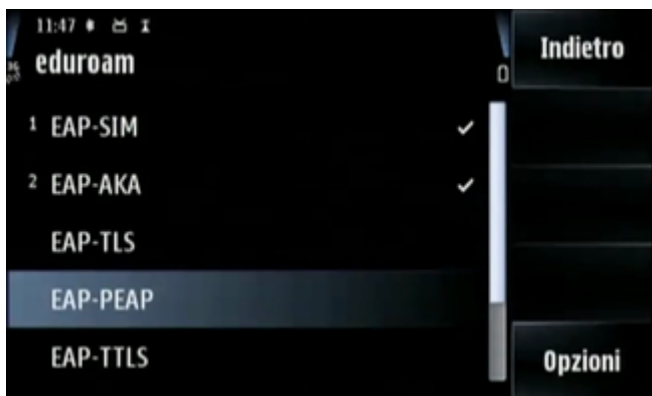 11:47
eduroam
Indietro
1 EAP-SIM
2 EAP-AKA
EAP-TLS
EAP-PEAP
EAP-TTLS
Opzioni